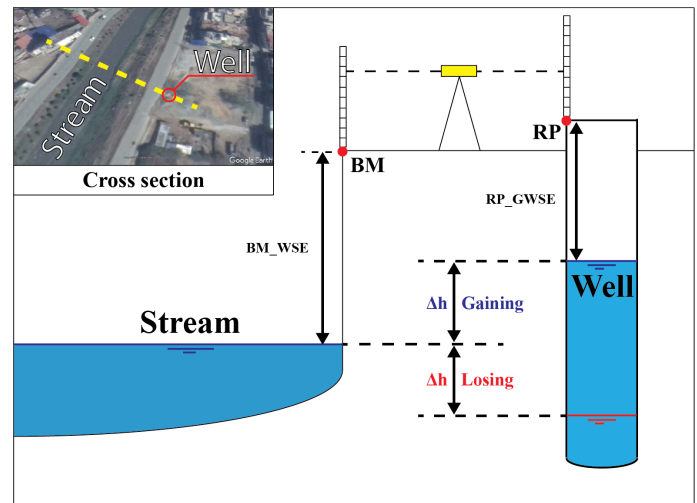 Stream
Well
Google Earth
Cross section
BM
RP
BM_WSE
RP_GWSE
Stream
Well
Δh Gaining
Δh Losing